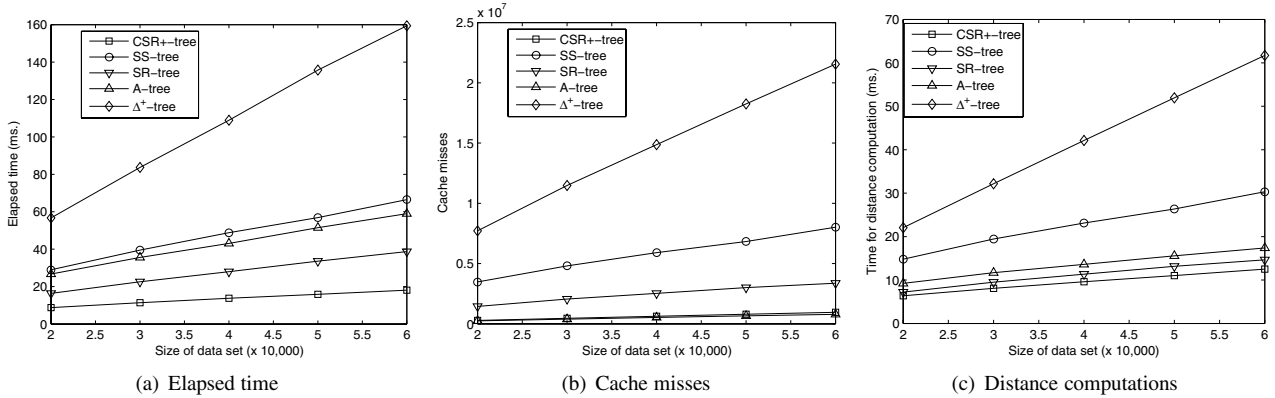 160
140
120
100
80
60
40
20
0
Elapsed time (ms.)
CSR+-tree
SS-tree
SR-tree
A-tree
Δ+-tree
2 2.5 3 3.5 4 4.5 5 5.5 6
Size of data set (x 10,000)
(a) Elapsed time
x 10^7
2.5
2
1.5
1
0.5
0
Cache misses
CSR+-tree
SS-tree
SR-tree
A-tree
Δ+-tree
2 2.5 3 3.5 4 4.5 5 5.5 6
Size of data set (x 10,000)
(b) Cache misses
70
60
50
40
30
20
10
0
Time for distance computation (ms.)
CSR+-tree
SS-tree
SR-tree
A-tree
Δ+-tree
2 2.5 3 3.5 4 4.5 5 5.5 6
Size of data set (x 10,000)
(c) Distance computations